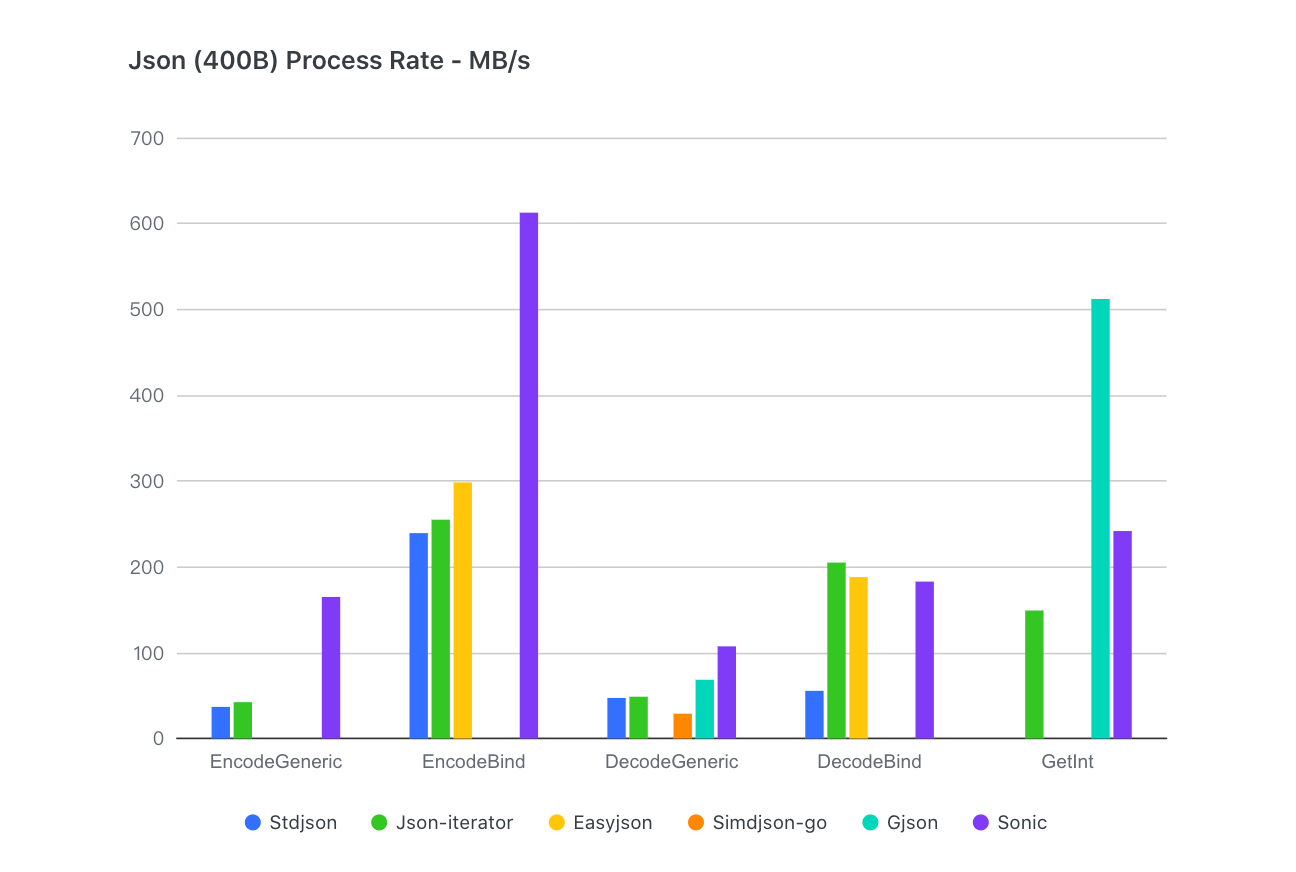 Json (400B) Process Rate - MB/s
700
600
500
400
300
200
100
0
EncodeGeneric EncodeBind DecodeGeneric DecodeBind GetInt
Stdjson Json-iterator Easyjson Simdjson-go Gjson Sonic